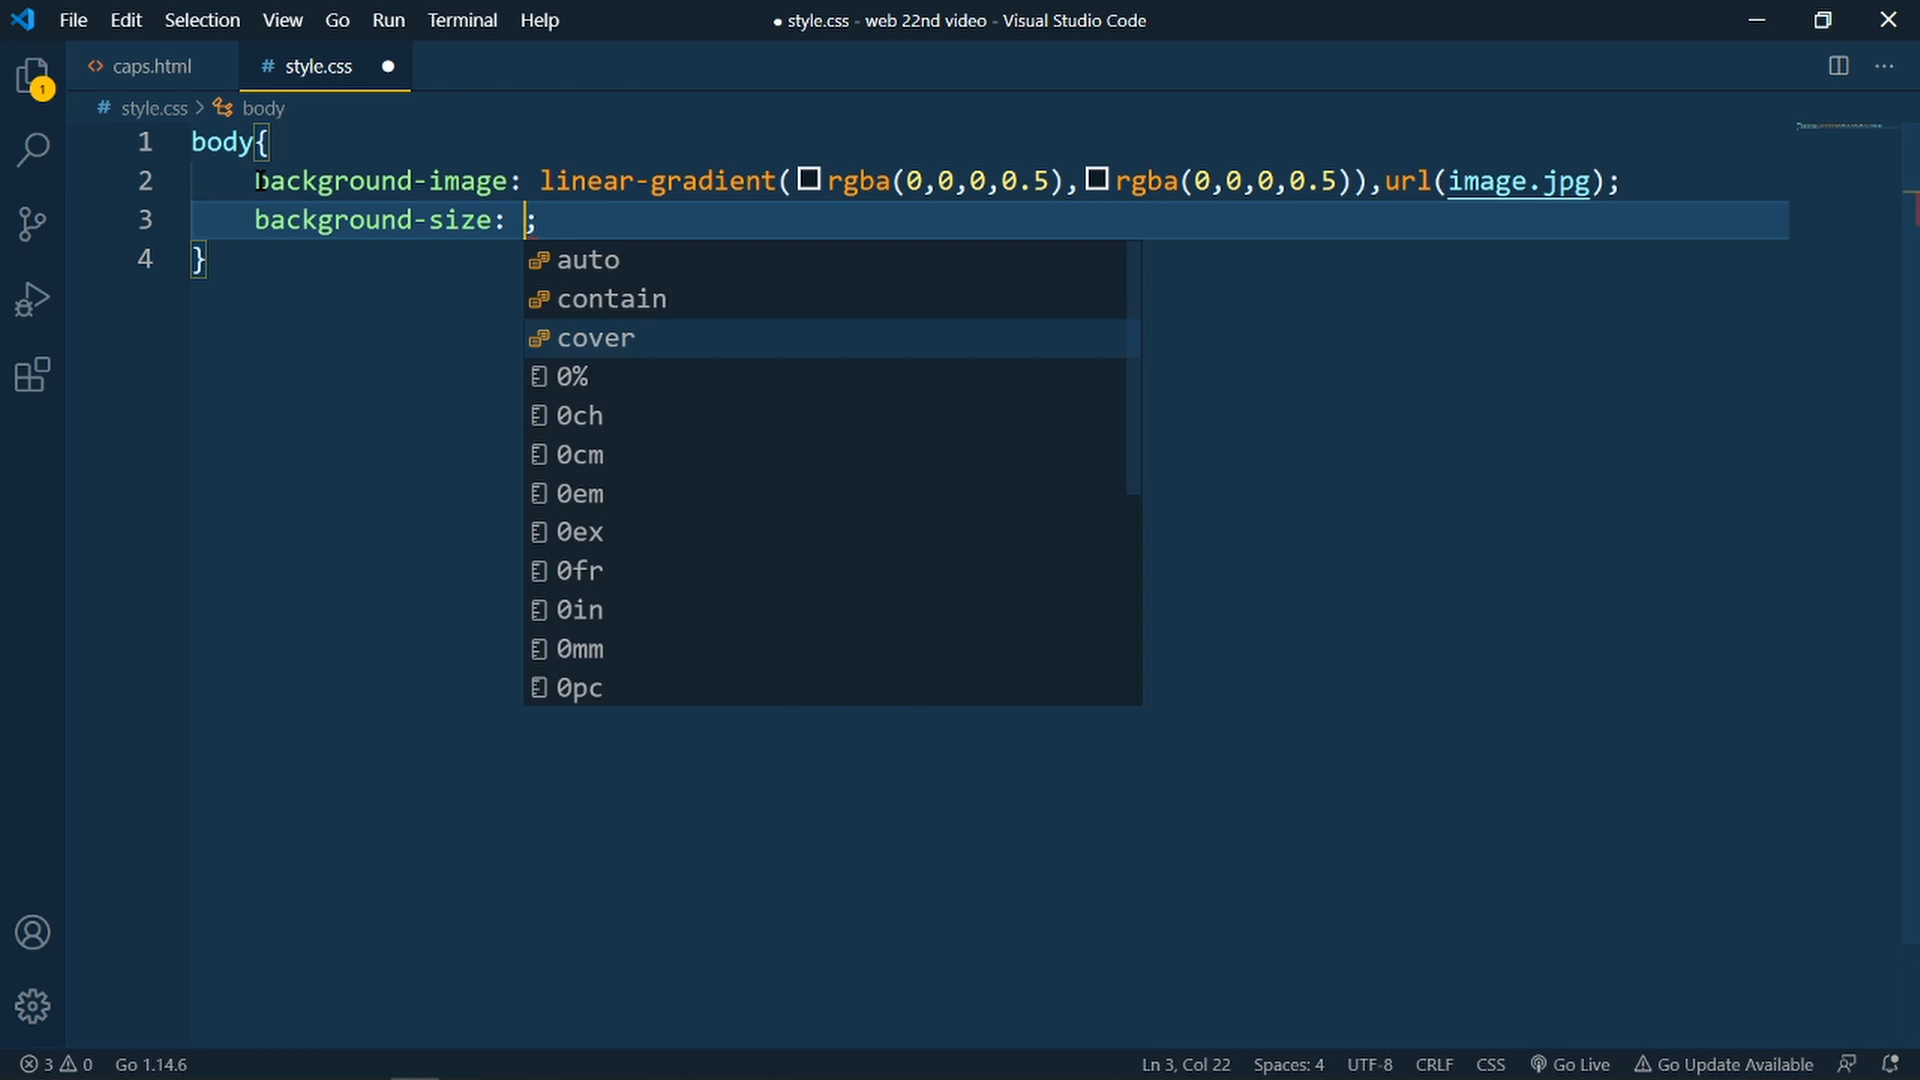 File Edit Selection View Go Run Terminal Help ● style.css - web 22nd video - Visual Studio Code
<> caps.html # style.css ●
1
# style.css > body
1 body{
2 background-image: linear-gradient(rgba(0,0,0,0.5),rgba(0,0,0,0.5)),url(image.jpg);
3 background-size: ;
4 }
auto
contain
cover
0%
0ch
0cm
0em
0ex
0fr
0in
0mm
0pc
3 0 Go 1.14.6 Ln 3, Col 22 Spaces: 4 UTF-8 CRLF CSS Go Live Go Update Available